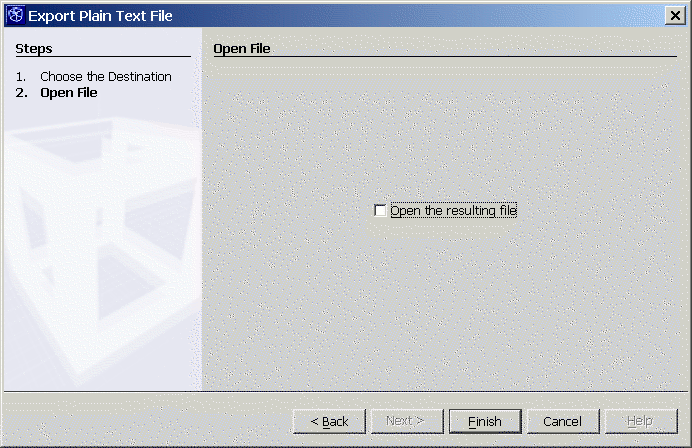 Export Plain Text File
Steps
1. Choose the Destination
2. Open File
Open File
Open the resulting file
< Back
Next >
Finish
Cancel
Help